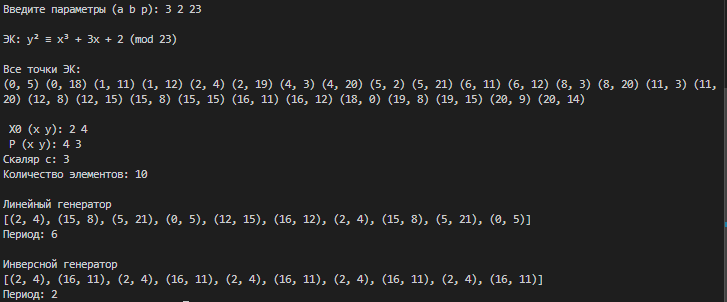 Введите параметры (a b p): 3 2 23
ЭК: y² ≡ x³ + 3x + 2 (mod 23)
Все точки ЭК:
(0, 5) (0, 18) (1, 11) (1, 12) (2, 4) (2, 19) (4, 3) (4, 20) (5, 2) (5, 21) (6, 11) (6, 12) (8, 3) (8, 20) (11, 3) (11,
20) (12, 8) (12, 15) (15, 8) (15, 15) (16, 11) (16, 12) (18, 0) (19, 8) (19, 15) (20, 9) (20, 14)
X0 (x y): 2 4
P (x y): 4 3
Скаляр c: 3
Количество элементов: 10
Линейный генератор
[(2, 4), (15, 8), (5, 21), (0, 5), (12, 15), (16, 12), (2, 4), (15, 8), (5, 21), (0, 5)]
Период: 6
Инверсной генератор
[(2, 4), (16, 11), (2, 4), (16, 11), (2, 4), (16, 11), (2, 4), (16, 11), (2, 4), (16, 11)]
Период: 2